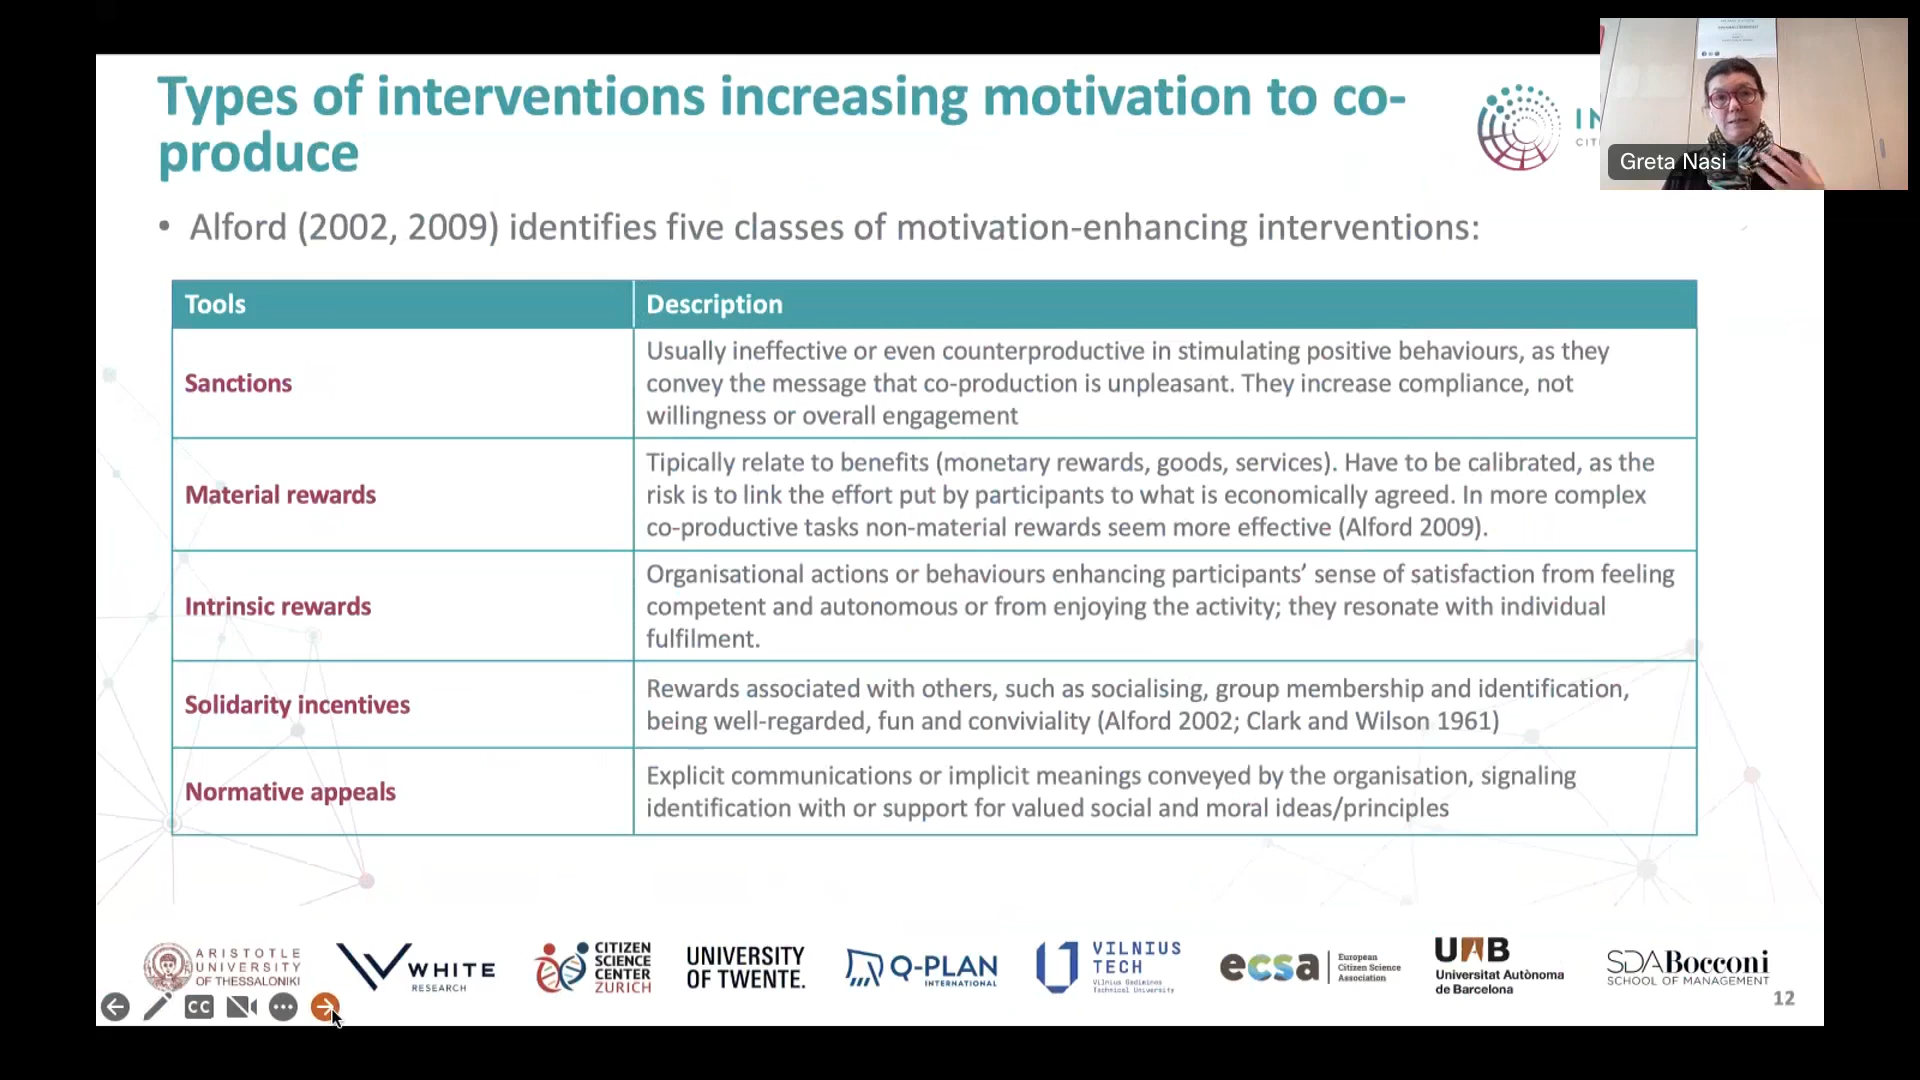 Types of interventions increasing motivation to co-
produce
IN
CIT
Greta Nasi
• Alford (2002, 2009) identifies five classes of motivation-enhancing interventions:
Tools
Description
Sanctions
Usually ineffective or even counterproductive in stimulating positive behaviours, as they
convey the message that co-production is unpleasant. They increase compliance, not
willingness or overall engagement
Material rewards
Tipically relate to benefits (monetary rewards, goods, services). Have to be calibrated, as the
risk is to link the effort put by participants to what is economically agreed. In more complex
co-productive tasks non-material rewards seem more effective (Alford 2009).
Intrinsic rewards
Organisational actions or behaviours enhancing participants’ sense of satisfaction from feeling
competent and autonomous or from enjoying the activity; they resonate with individual
fulfilment.
Solidarity incentives
Rewards associated with others, such as socialising, group membership and identification,
being well-regarded, fun and conviviality (Alford 2002; Clark and Wilson 1961)
Normative appeals
Explicit communications or implicit meanings conveyed by the organisation, signaling
identification with or support for valued social and moral ideas/principles
ARISTOTLE
UNIVERSITY
OF THESSALONIKI
WHITE
RESEARCH
CITIZEN
SCIENCE
CENTER
ZURICH
UNIVERSITY
OF TWENTE.
Q-PLAN
INTERNATIONAL
VILNIUS
TECH
Vilnius Gediminas
Technical University
ecsa
European
Citizen Science
Association
UAB
Universitat Autònoma
de Barcelona
SDA Bocconi
SCHOOL OF MANAGEMENT
CC
12